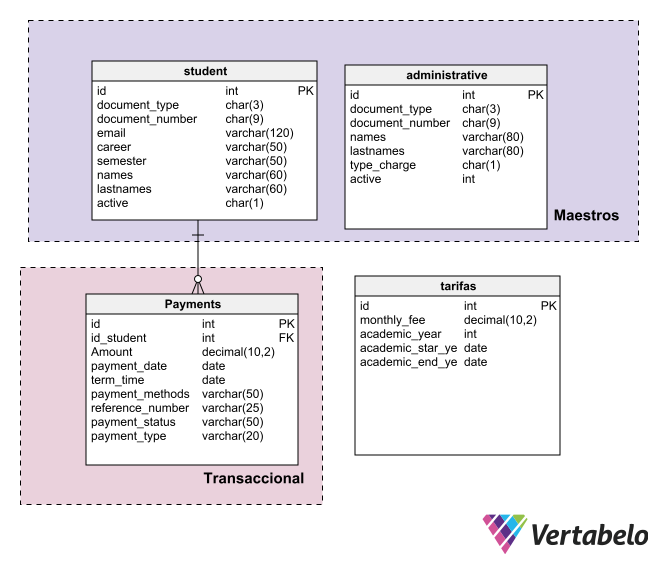 student
id int PK
document_type char(3)
document_number char(9)
email varchar(120)
career varchar(50)
semester varchar(50)
names varchar(60)
lastnames varchar(60)
active char(1)
administrative
id int PK
document_type char(3)
document_number char(9)
names varchar(80)
lastnames varchar(80)
type_charge char(1)
active int
Maestros
Payments
id int PK
id_student int FK
Amount decimal(10,2)
payment_date date
term_time date
payment_methods varchar(50)
reference_number varchar(25)
payment_status varchar(50)
payment_type varchar(20)
Transaccional
tarifas
id int PK
monthly_fee decimal(10,2)
academic_year int
academic_star_ye date
academic_end_ye date
Vertabelo